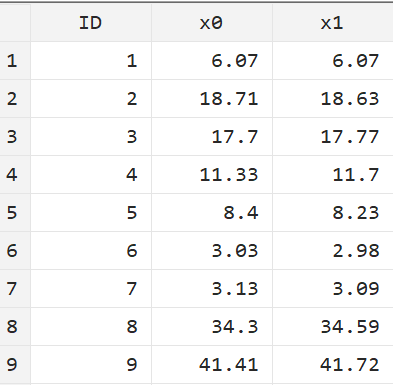 ID x0 x1
1 1 6.07 6.07
2 2 18.71 18.63
3 3 17.7 17.77
4 4 11.33 11.7
5 5 8.4 8.23
6 6 3.03 2.98
7 7 3.13 3.09
8 8 34.3 34.59
9 9 41.41 41.72